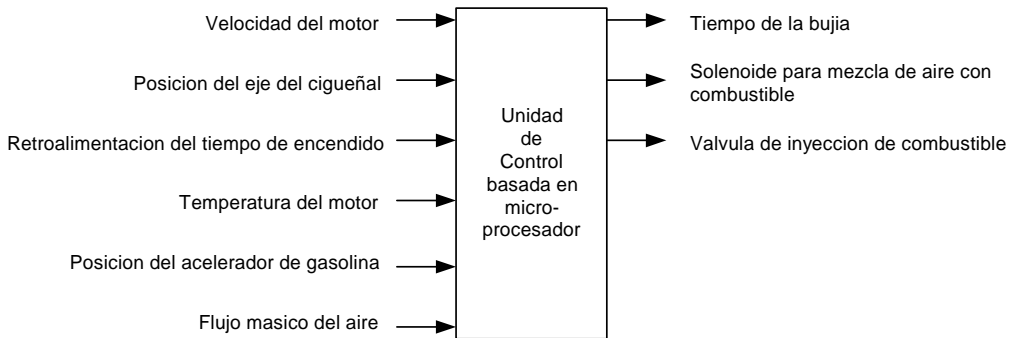 Velocidad del motor
Posicion del eje del cigueñal
Retroalimentacion del tiempo de encendido
Temperatura del motor
Posicion del acelerador de gasolina
Flujo masico del aire
Unidad
de
Control
basada en
micro-
procesador
Tiempo de la bujia
Solenoide para mezcla de aire con
combustible
Valvula de inyeccion de combustible